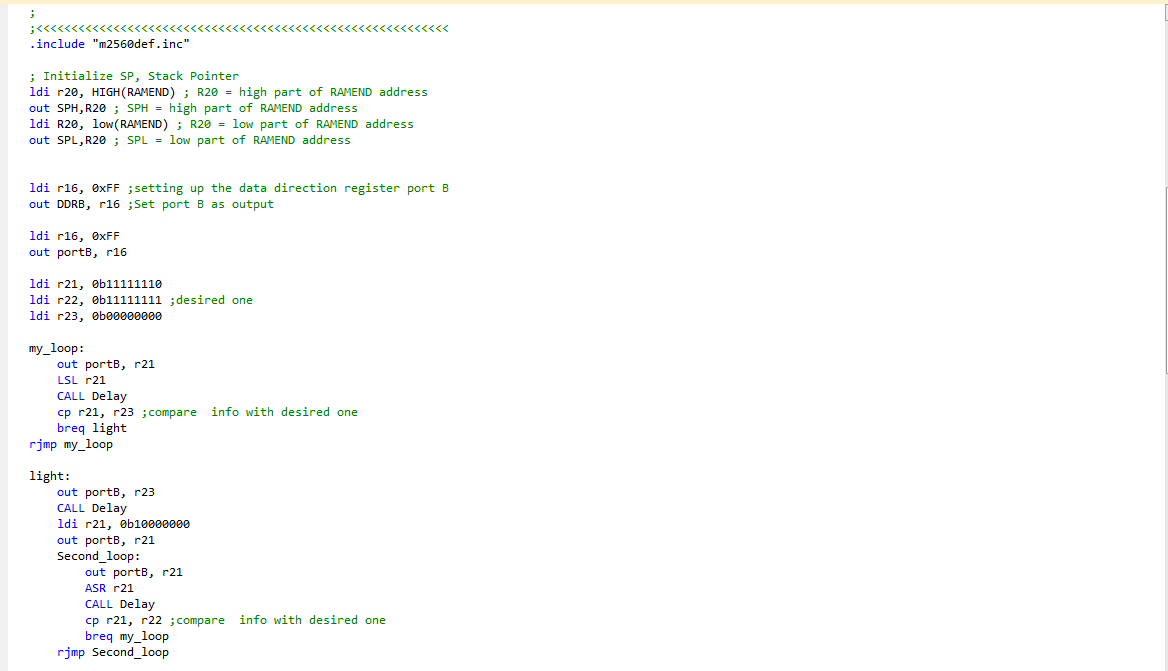 ;
;<<<<<<<<<<<<<<<<<<<<<<<<<<<<<<<<<<<<<<<<<<<<<<<<<<<<<<<<<<<
.include "m2560def.inc"
; Initialize SP, Stack Pointer
ldi r20, HIGH(RAMEND) ; R20 = high part of RAMEND address
out SPH,R20 ; SPH = high part of RAMEND address
ldi R20, low(RAMEND) ; R20 = low part of RAMEND address
out SPL,R20 ; SPL = low part of RAMEND address
ldi r16, 0xFF ;setting up the data direction register port B
out DDRB, r16 ;Set port B as output
ldi r16, 0xFF
out portB, r16
ldi r21, 0b11111110
ldi r22, 0b11111111 ;desired one
ldi r23, 0b00000000
my_loop:
out portB, r21
LSL r21
CALL Delay
cp r21, r23 ;compare  info with desired one
breq light
rjmp my_loop
light:
out portB, r23
CALL Delay
ldi r21, 0b10000000
out portB, r21
Second_loop:
out portB, r21
ASR r21
CALL Delay
cp r21, r22 ;compare  info with desired one
breq my_loop
rjmp Second_loop